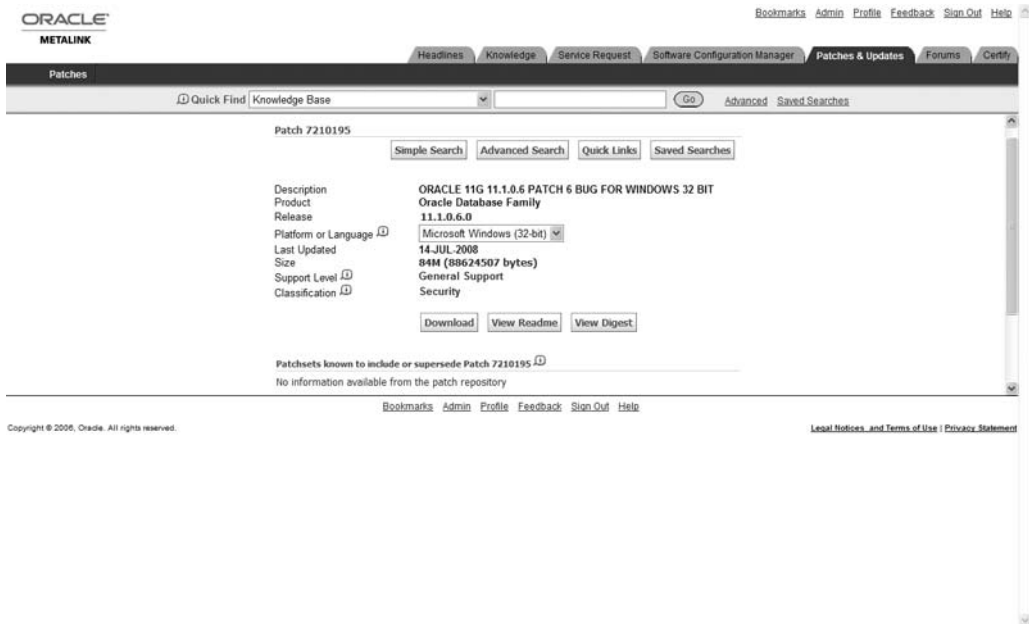 Bookmarks Admin Profile Feedback Sign Out Help
ORACLE
METALINK
Headlines Knowledge Service Request Software Configuration Manager Patches & Updates Forums Certify
Patches
Quick Find Knowledge Base Go Advanced Saved Searches
Patch 7210195
Simple Search Advanced Search Quick Links Saved Searches
Description ORACLE 11G 11.1.0.6 PATCH 6 BUG FOR WINDOWS 32 BIT
Product Oracle Database Family
Release 11.1.0.6.0
Platform or Language Microsoft Windows (32-bit)
Last Updated 14-JUL-2008
Size 84M (88624507 bytes)
Support Level General Support
Classification Security
Download View Readme View Digest
Patchsets known to include or supersede Patch 7210195
No information available from the patch repository
Bookmarks Admin Profile Feedback Sign Out Help
Copyright © 2006, Oracle. All rights reserved. Legal Notices and Terms of Use | Privacy Statement